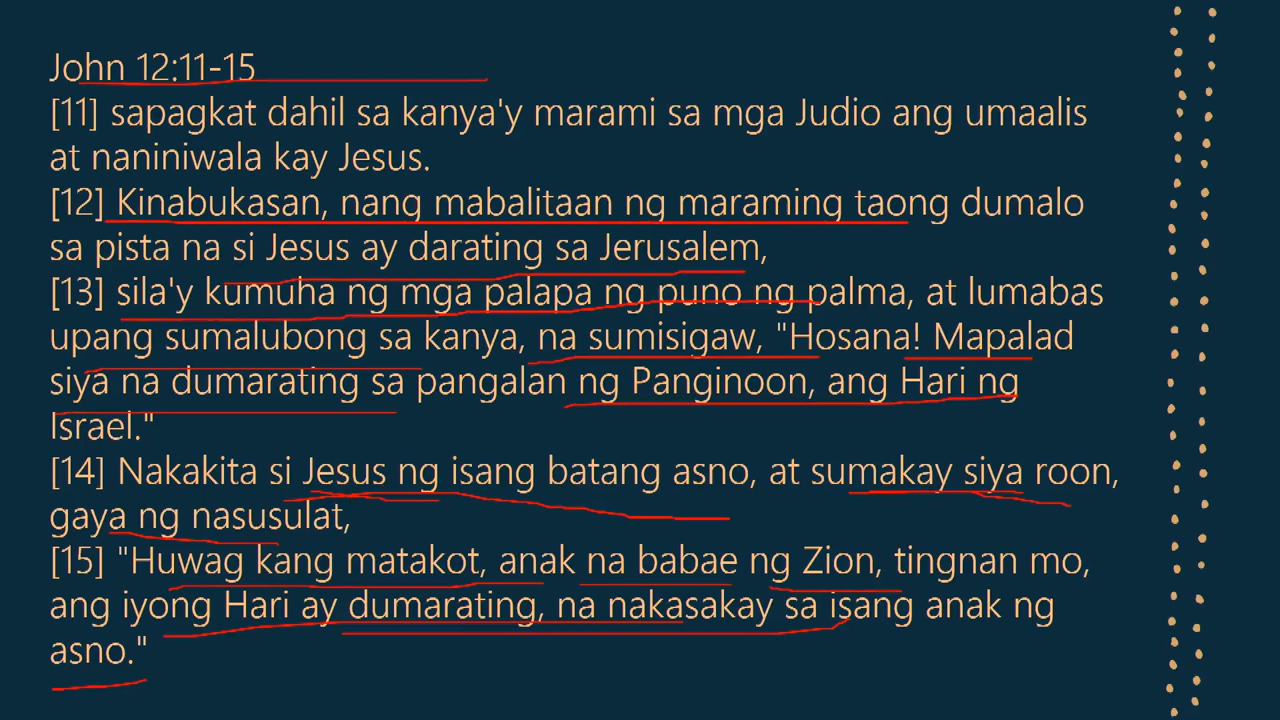 John 12:11-15
[11] sapagkat dahil sa kanya'y marami sa mga Judio ang umaalis
at naniniwala kay Jesus.
[12] Kinabukasan, nang mabalitaan ng maraming taong dumalo
sa pista na si Jesus ay darating sa Jerusalem,
[13] sila'y kumuha ng mga palapa ng puno ng palma, at lumabas
upang sumalubong sa kanya, na sumisigaw, "Hosana! Mapalad
siya na dumarating sa pangalan ng Panginoon, ang Hari ng
Israel."
[14] Nakakita si Jesus ng isang batang asno, at sumakay siya roon,
gaya ng nasusulat,
[15] "Huwag kang matakot, anak na babae ng Zion, tingnan mo,
ang iyong Hari ay dumarating, na nakasakay sa isang anak ng
asno."